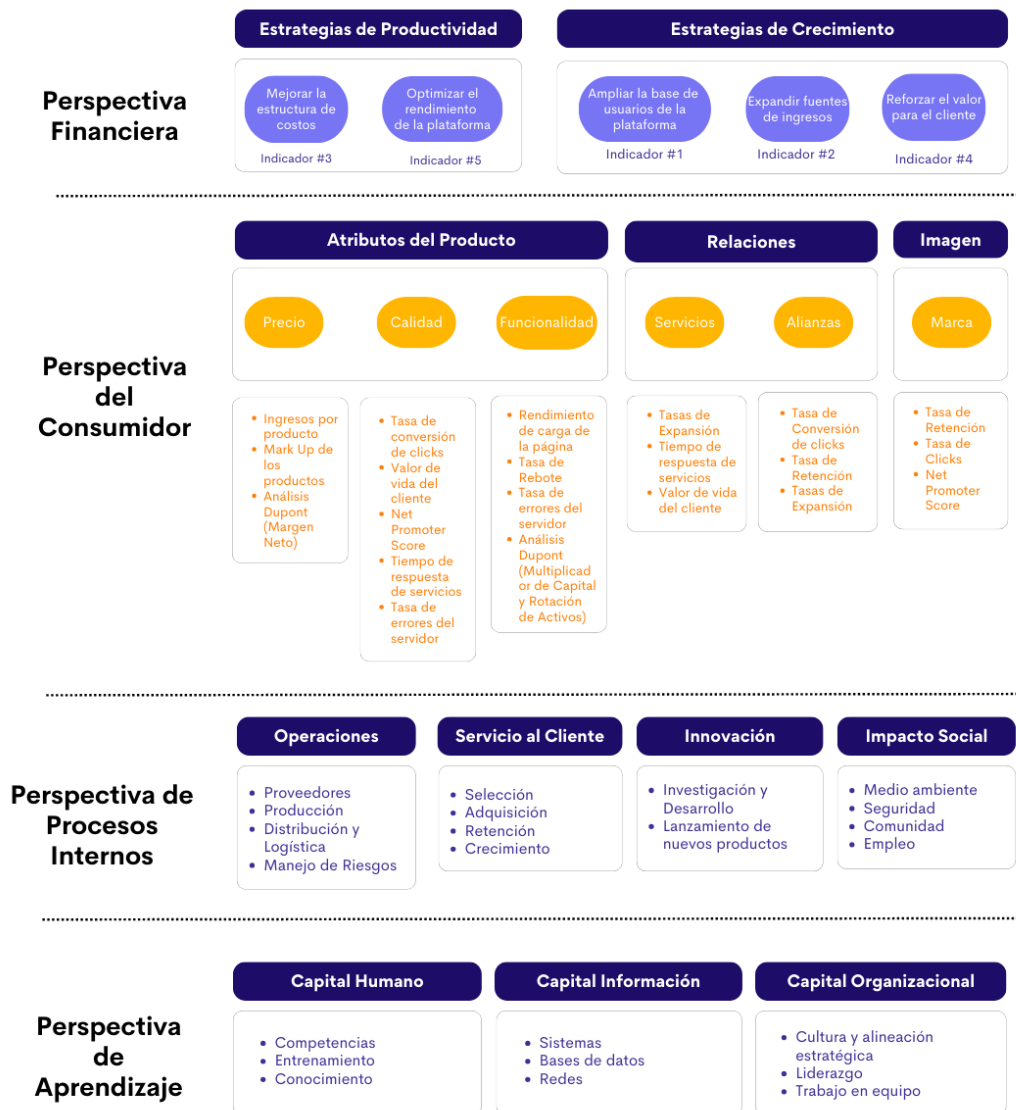 Estrategias de Productividad
Estrategias de Crecimiento
Perspectiva
Financiera
Mejorar la
estructura de
costos
Indicador #3
Optimizar el
rendimiento
de la plataforma
Indicador #5
Ampliar la base de
usuarios de la
plataforma
Indicador #1
Expandir fuentes
de ingresos
Indicador #2
Reforzar el valor
para el cliente
Indicador #4
Perspectiva
del
Consumidor
Atributos del Producto
Relaciones
Imagen
Precio
Calidad
Funcionalidad
Servicios
Alianzas
Marca
• Ingresos por
producto
• Mark Up de
los
productos
• Análisis
Dupont
(Margen
Neto)
• Tasa de
conversión
de clicks
• Valor de
vida del
cliente
• Net
Promoter
Score
• Tiempo de
respuesta
de servicios
• Tasa de
errores del
servidor
• Rendimiento
de carga de
la página
• Tasa de
Rebote
• Tasa de
errores del
servidor
• Análisis
Dupont
(Multiplicad
or de Capital
y Rotación
de Activos)
• Tasas de
Expansión
• Tiempo de
respuesta de
servicios
• Valor de vida
del cliente
• Tasa de
Conversión
de clicks
• Tasa de
Retención
• Tasas de
Expansión
• Tasa de
Retención
• Tasa de
Clicks
• Net
Promoter
Score
Perspectiva de
Procesos
Internos
Operaciones
Servicio al Cliente
Innovación
Impacto Social
• Proveedores
• Producción
• Distribución y
Logística
• Manejo de Riesgos
• Selección
• Adquisición
• Retención
• Crecimiento
• Investigación y
Desarrollo
• Lanzamiento de
nuevos productos
• Medio ambiente
• Seguridad
• Comunidad
• Empleo
Perspectiva
de
Aprendizaje
Capital Humano
Capital Información
Capital Organizacional
• Competencias
• Entrenamiento
• Conocimiento
• Sistemas
• Bases de datos
• Redes
• Cultura y alineación
estratégica
• Liderazgo
• Trabajo en equipo